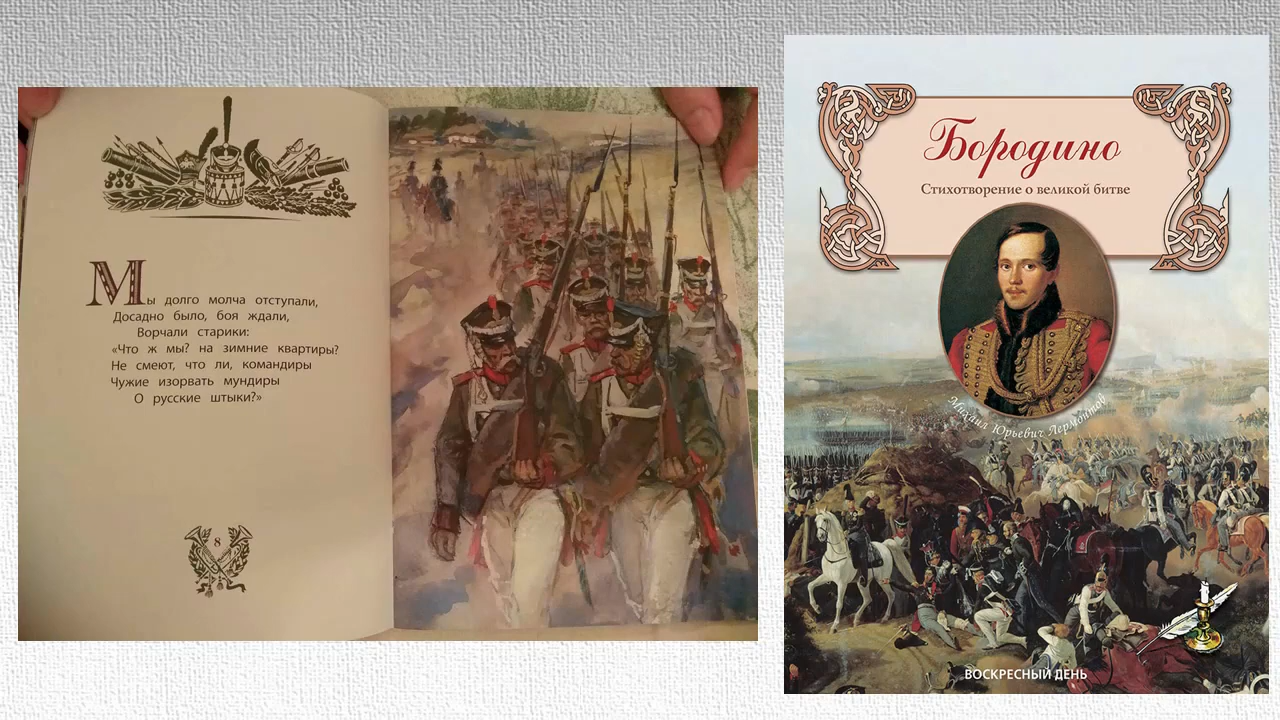 Мы долго молча отступали,
Досадно было, боя ждали,
Ворчали старики:
«Что ж мы? на зимние квартиры?
Не смеют, что ли, командиры
Чужие изорвать мундиры
О русские штыки?»
8
Бородино
Стихотворение о великой битве
Михаил Юрьевич Лермонтов
ВОСКРЕСНЫЙ ДЕНЬ